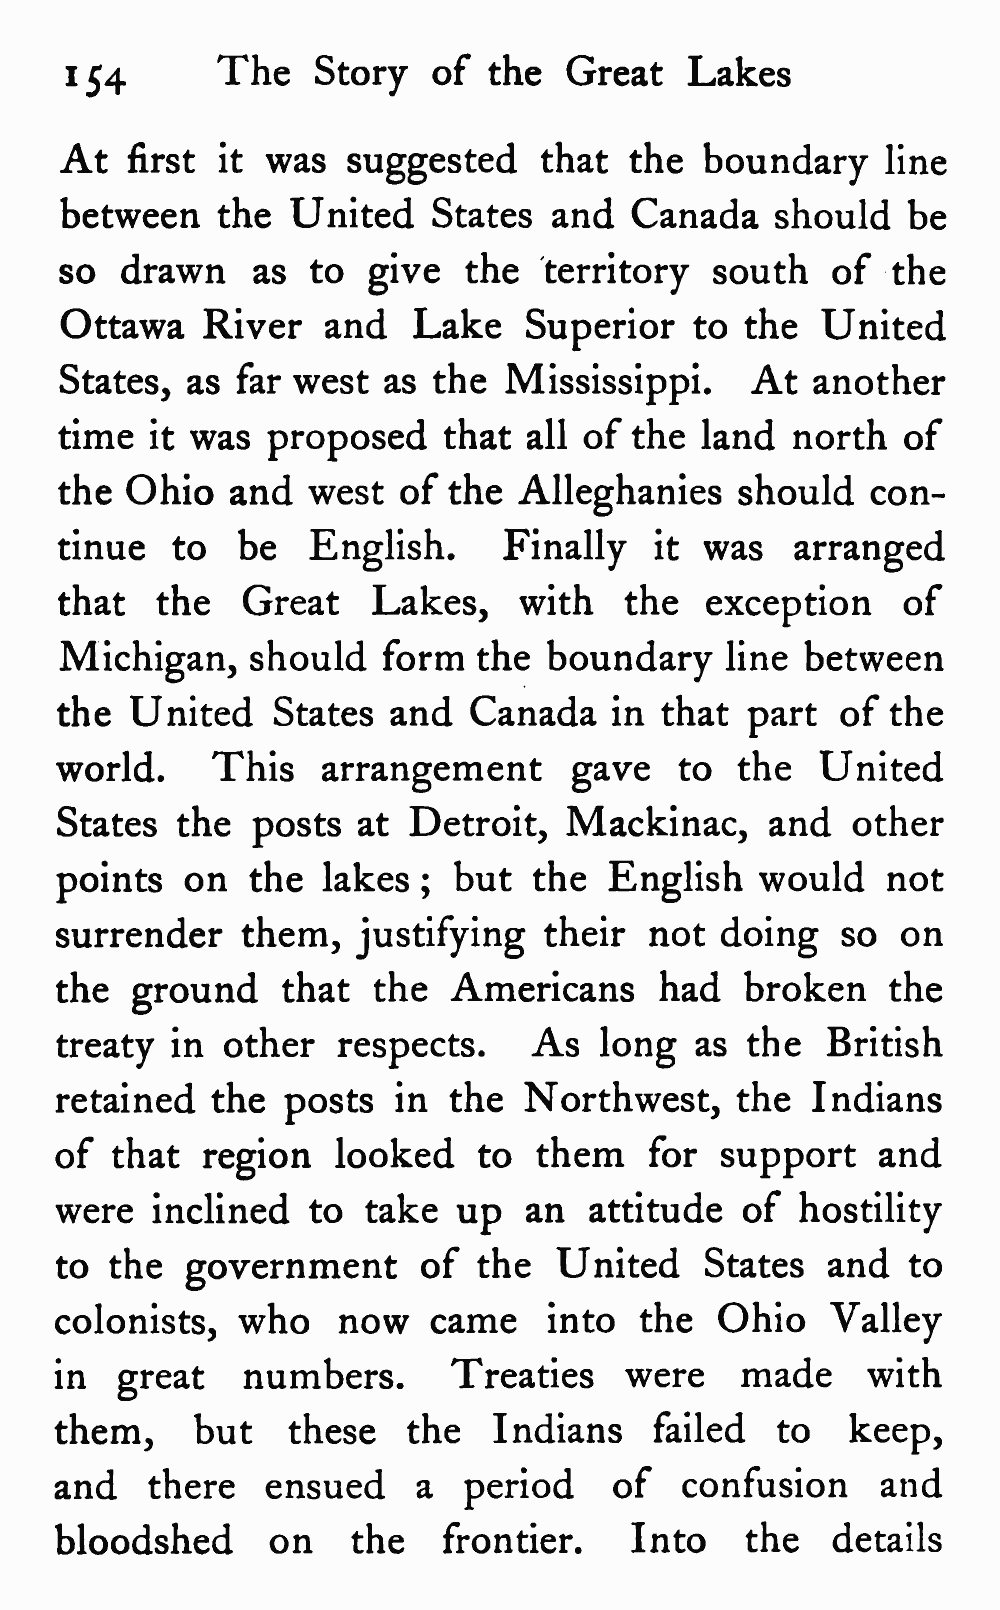 154 The Story of the Great Lakes
At first it was suggested that the boundary line
between the United States and Canada should be
so drawn as to give the territory south of the
Ottawa River and Lake Superior to the United
States, as far west as the Mississippi. At another
time it was proposed that all of the land north of
the Ohio and west of the Alleghanies should con-
tinue to be English. Finally it was arranged
that the Great Lakes, with the exception of
Michigan, should form the boundary line between
the United States and Canada in that part of the
world. This arrangement gave to the United
States the posts at Detroit, Mackinac, and other
points on the lakes; but the English would not
surrender them, justifying their not doing so on
the ground that the Americans had broken the
treaty in other respects. As long as the British
retained the posts in the Northwest, the Indians
of that region looked to them for support and
were inclined to take up an attitude of hostility
to the government of the United States and to
colonists, who now came into the Ohio Valley
in great numbers. Treaties were made with
them, but these the Indians failed to keep,
and there ensued a period of confusion and
bloodshed on the frontier. Into the details